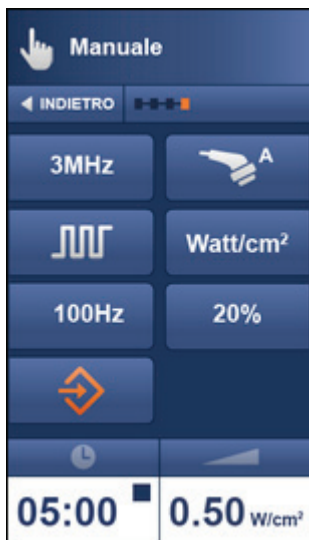 Manuale
INDIETRO
3MHz
A
Watt/cm²
100Hz
20%
05:00
0.50 W/cm²